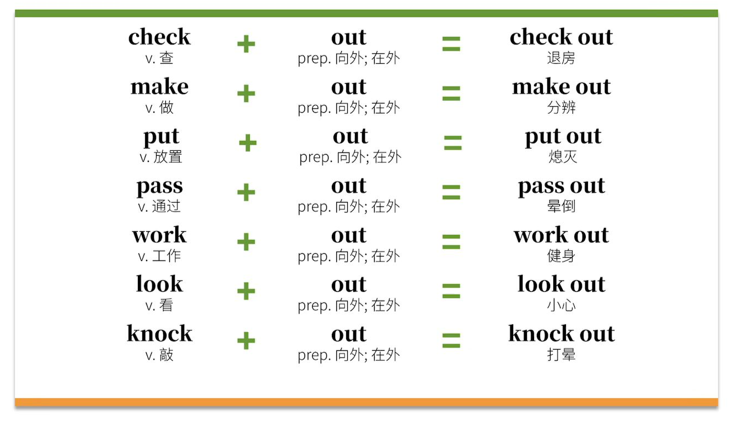 check + out = check out
v. 查 prep. 向外; 在外 退房
make + out = make out
v. 做 prep. 向外; 在外 分辨
put + out = put out
v. 放置 prep. 向外; 在外 熄灭
pass + out = pass out
v. 通过 prep. 向外; 在外 晕倒
work + out = work out
v. 工作 prep. 向外; 在外 健身
look + out = look out
v. 看 prep. 向外; 在外 小心
knock + out = knock out
v. 敲 prep. 向外; 在外 打晕